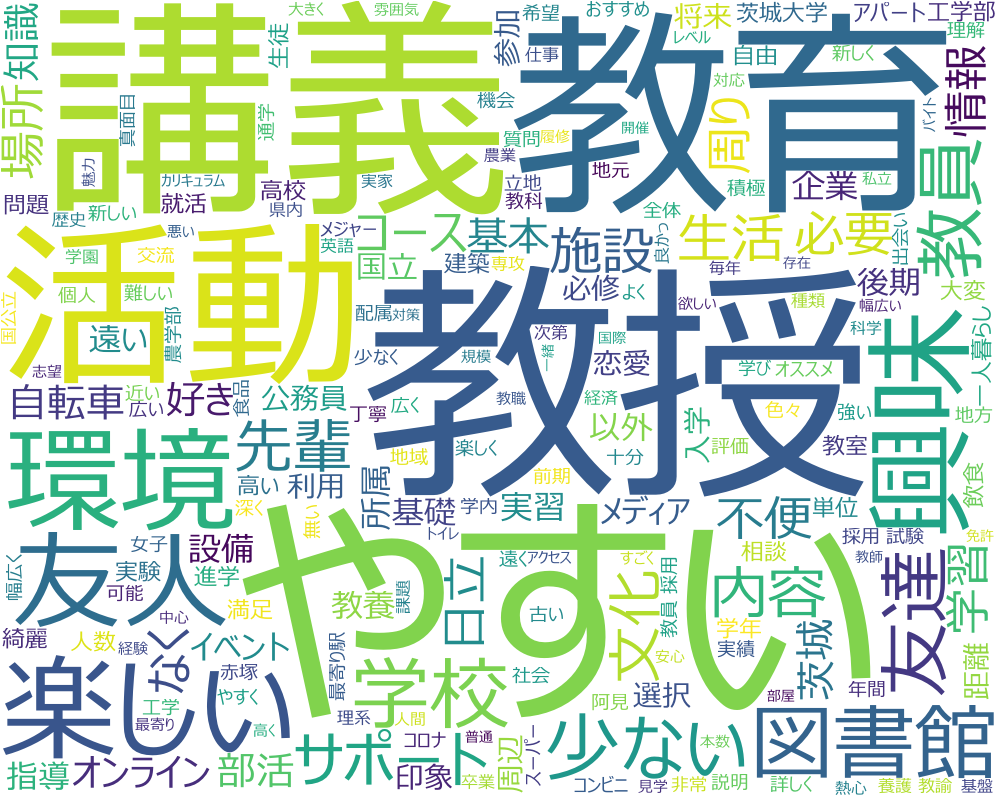 大きく
雰囲気
希望
おすすめ
将来
茨城大学
アパート
工学部
知識
講義
生徒
参加
仕事
教育
レベル
自由
新しく
理解
場所
真面目
通学
機会
対応
周り
情報
バイト
魅力
質問
履修
開催
カリキュラム
実家
農業
地元
積極
企業
私立
教員
問題
歴史
新しい
就活
高校
県内
立地
教科
悪い
メジャー
英語
コース
基本
施設
全体
良かっ
生活
必要
出会い
学園
交流
国立
建築
専攻
必修
よく
毎年
存在
後期
大変
国公立
活動
個人
難しい
農学部
遠い
配属
対策
教授
次第
国際
欲しい
種類
幅広い
興味
科学
志望
少なく
規模
一緒
恋愛
学び
オススメ
一人暮らし
自転車
近い
広い
好き
食品
公務員
丁寧
広く
教職
経済
以外
入学
色々
強い
地方
環境
先輩
地域
楽しく
前期
十分
評価
教室
飲食
高い
利用
所属
基礎
学内
実習
メディア
不便
単位
採用
試験
免許
深く
無い
トイレ
遠く
アクセス
すごく
相談
教師
幅広く
友人
女子
設備
やすい
実験
進学
可能
満足
教養
課題
日立
古い
文化
教員
採用
内容
学年
実績
友達
学習
綺麗
人数
中心
経験
なく
イベント
赤塚
最寄り駅
学校
社会
安心
茨城
距離
楽しい
工学
最寄り
やすく
高く
理系
人間
阿見
選択
部屋
年間
指導
オンライン
部活
サポート
コロナ
普通
印象
卒業
周辺
スーパー
少ない
本数
図書館
コンビニ
見学
非常
説明
詳しく
熱心
養護
教諭
基盤